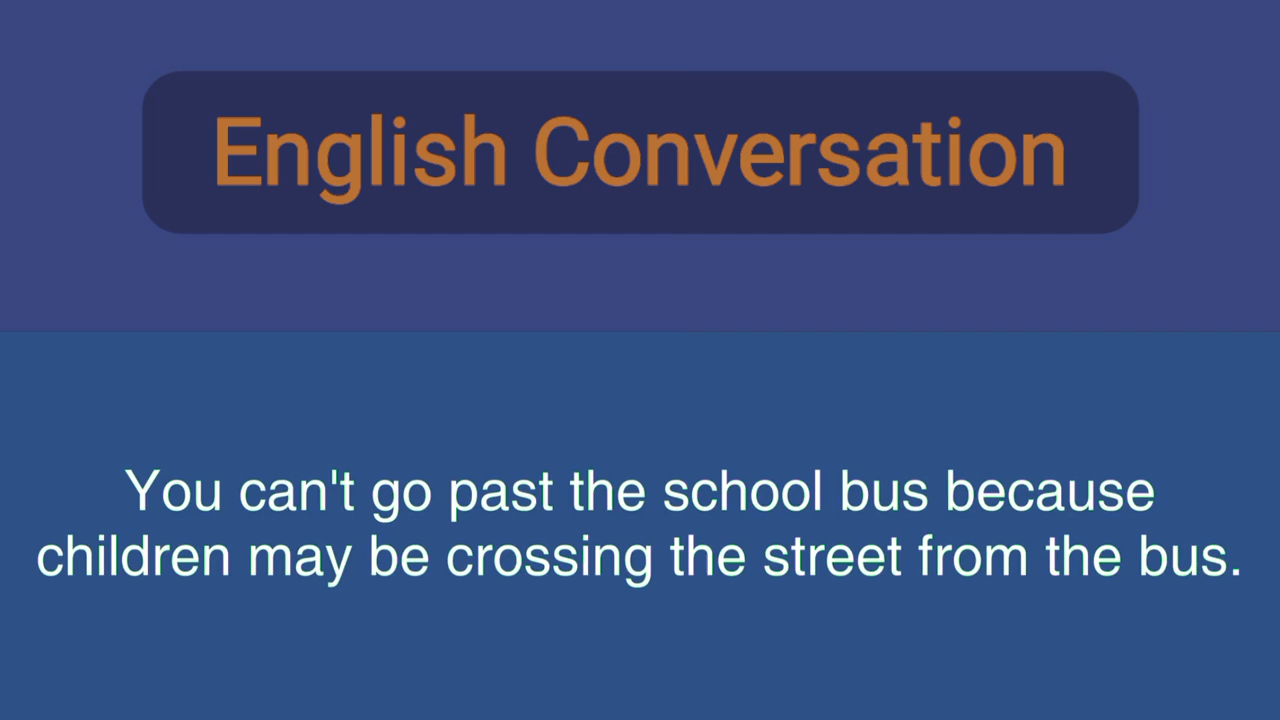 English Conversation
You can't go past the school bus because
children may be crossing the street from the bus.